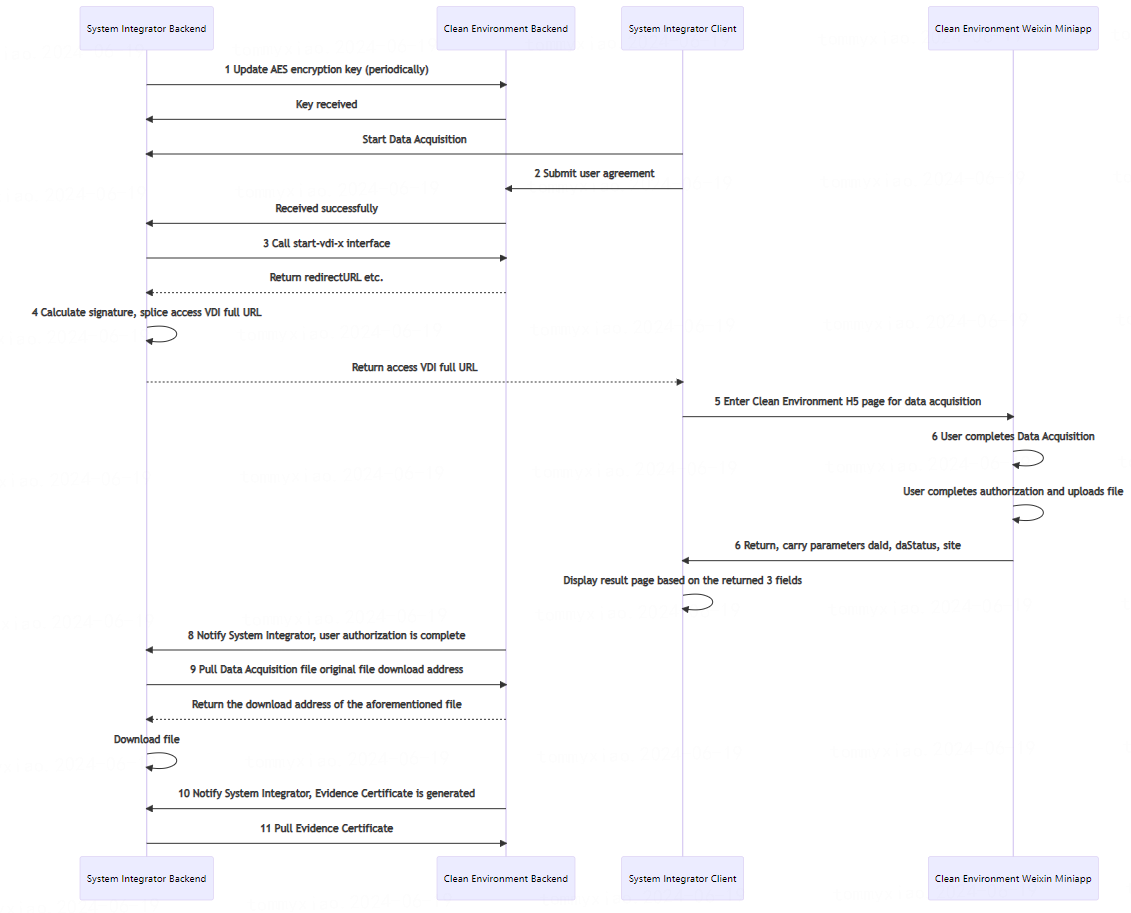 System Integrator Backend
Clean Environment Backend
System Integrator Client
Clean Environment Weixin Miniapp
1 Update AES encryption key (periodically)
Key received
Start Data Acquisition
2 Submit user agreement
Received successfully
3 Call start-vdi-x interface
Return redirectURL etc.
4 Calculate signature, splice access VDI full URL
Return access VDI full URL
5 Enter Clean Environment H5 page for data acquisition
6 User completes Data Acquisition
User completes authorization and uploads file
6 Return, carry parameters daId, daStatus, site
Display result page based on the returned 3 fields
8 Notify System Integrator, user authorization is complete
9 Pull Data Acquisition file original file download address
Return the download address of the aforementioned file
Download file
10 Notify System Integrator, Evidence Certificate is generated
11 Pull Evidence Certificate
System Integrator Backend
Clean Environment Backend
System Integrator Client
Clean Environment Weixin Miniapp